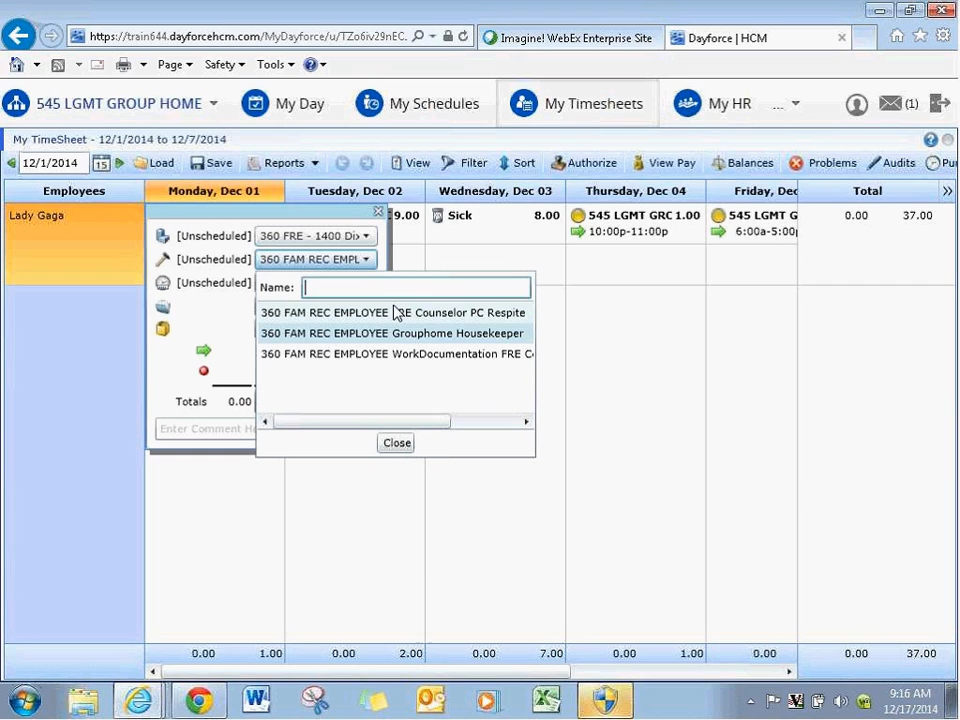 https://train644.dayforcehcm.com/MyDayforce/u/TZo6iv29nEC.
Imagine! WebEx Enterprise Site
Dayforce | HCM
Page Safety Tools
545 LGMT GROUP HOME My Day My Schedules My Timesheets My HR ... (1)
My TimeSheet - 12/1/2014 to 12/7/2014
12/1/2014 15 Load Save Reports View Filter Sort Authorize View Pay Balances Problems Audits Pu
Employees Monday, Dec 01 Tuesday, Dec 02 Wednesday, Dec 03 Thursday, Dec 04 Friday, Dec Total
Lady Gaga 9.00 Sick 8.00 545 LGMT GRC 1.00 545 LGMT G 0.00 37.00
10:00p-11:00p 6:00a-5:00p
[Unscheduled] 360 FRE - 1400 Dix
[Unscheduled] 360 FAM REC EMPL
[Unscheduled]
Name:
360 FAM REC EMPLOYEE RE Counselor PC Respite
360 FAM REC EMPLOYEE Grouphome Housekeeper
360 FAM REC EMPLOYEE WorkDocumentation FRE C
Totals 0.00
Enter Comment H
Close
0.00 1.00 0.00 2.00 0.00 7.00 0.00 1.00 0.00 0.00 37.00
9:16 AM
12/17/2014